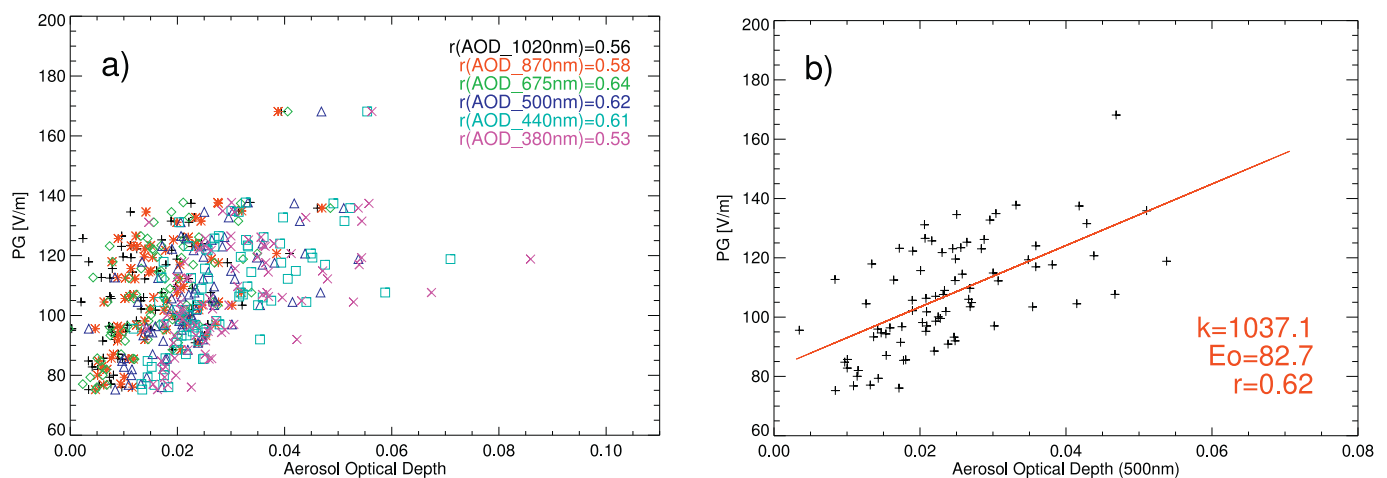 a)
r(AOD_1020nm)=0.56
r(AOD_870nm)=0.58
r(AOD_675nm)=0.64
r(AOD_500nm)=0.62
r(AOD_440nm)=0.61
r(AOD_380nm)=0.53
PG [V/m]
200
180
160
140
120
100
80
60
0.00 0.02 0.04 0.06 0.08 0.10
Aerosol Optical Depth
b)
PG [V/m]
200
180
160
140
120
100
80
60
k=1037.1
Eo=82.7
r=0.62
0.00 0.02 0.04 0.06 0.08
Aerosol Optical Depth (500nm)